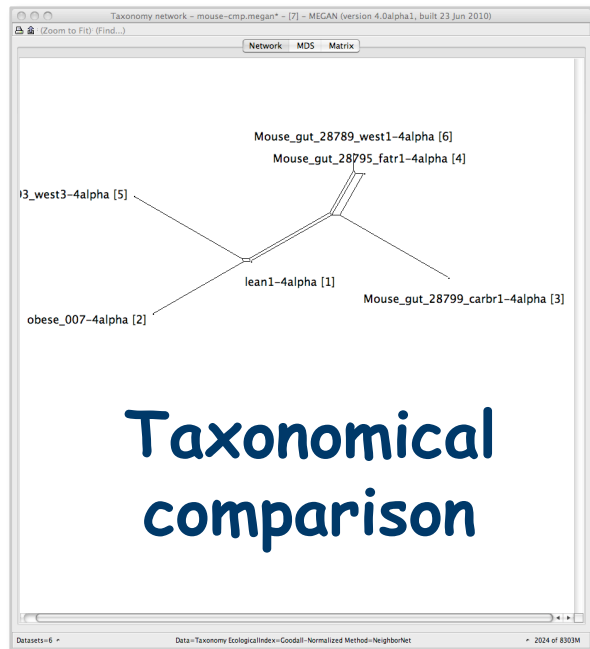 Taxonomy network - mouse-cmp.megan* - [7] - MEGAN (version 4.0alpha1, built 23 Jun 2010)
(Zoom to Fit) (Find...)
Network MDS Matrix
Mouse_gut_28789_west1-4alpha [6]
Mouse_gut_28795_fatr1-4alpha [4]
93_west3-4alpha [5]
lean1-4alpha [1]
Mouse_gut_28799_carbr1-4alpha [3]
obese_007-4alpha [2]
Taxonomical
comparison
Datasets=6 Data=Taxonomy EcologicalIndex=Goodall-Normalized Method=NeighborNet 2024 of 8303M